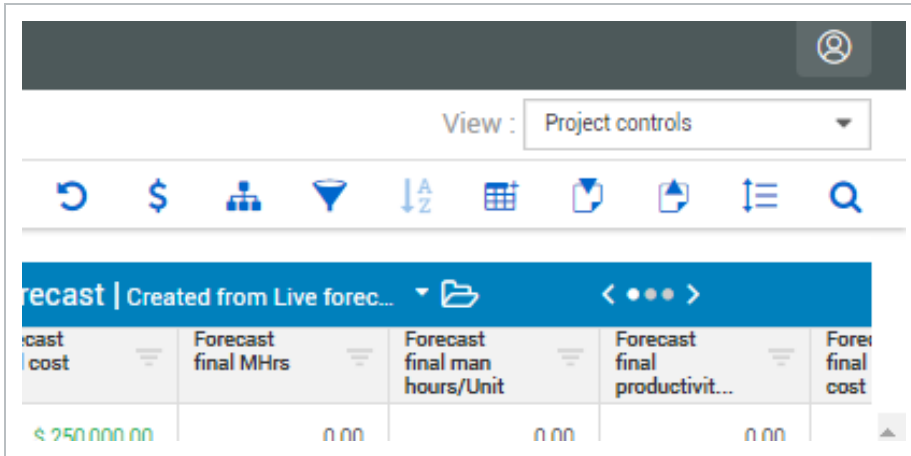 View : Project controls
$ A Z
recast | Created from Live forec...
cast cost
Forecast final MHrs
Forecast final man hours/Unit
Forecast final productivit...
final cost
$ 250,000.00 0.00 0.00 0.00